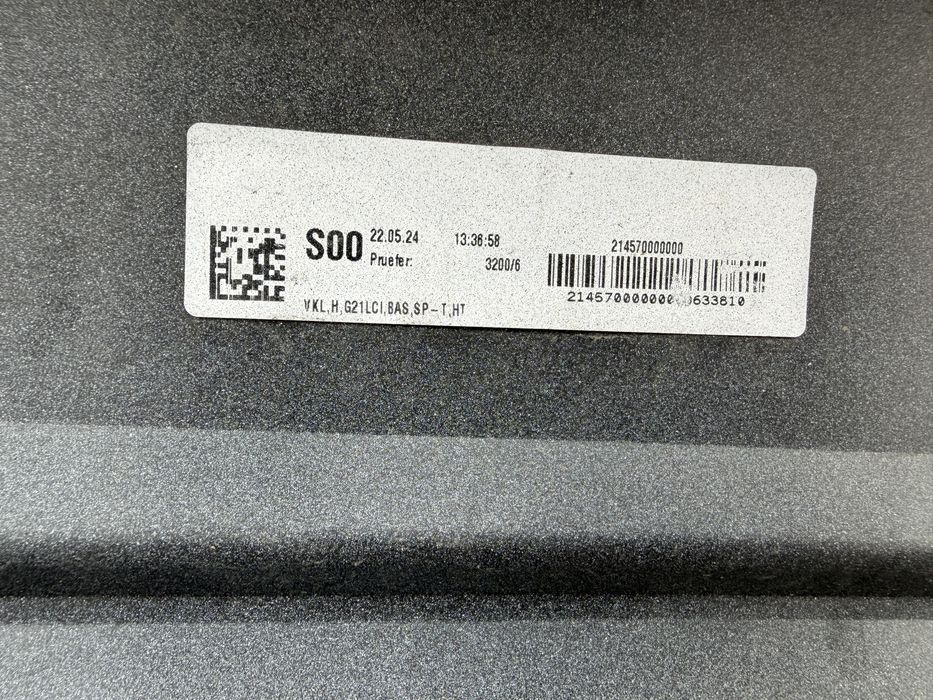 S00 22.05.24 13:36:58
Pruefer: 3200/6
VKL,H,G21LCI,BAS,SP-T,HT
214570000000